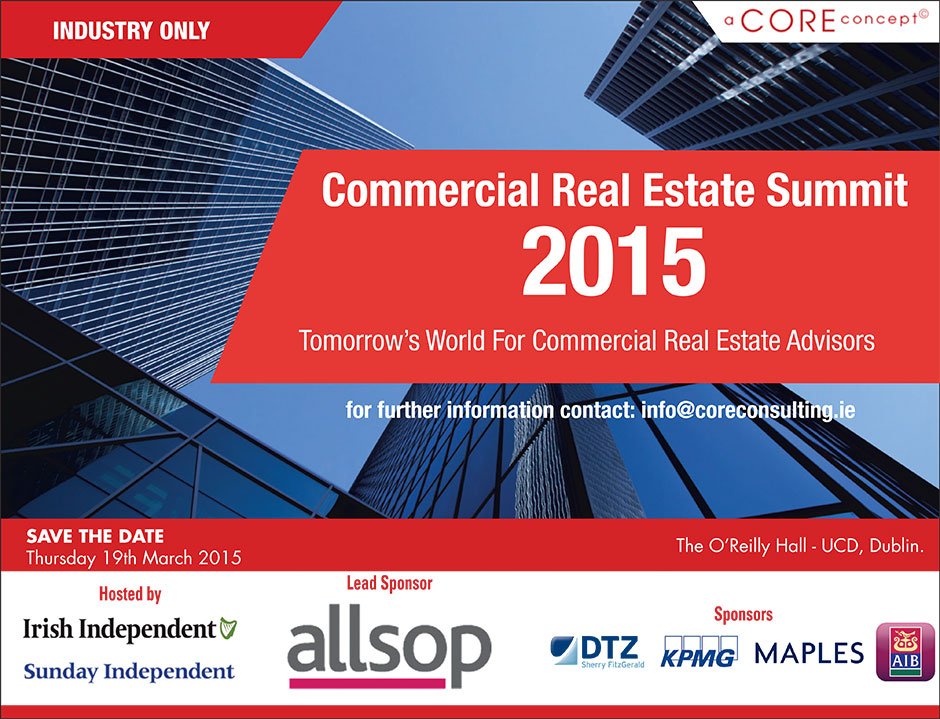 INDUSTRY ONLY
a CORE concept©
Commercial Real Estate Summit
2015
Tomorrow's World For Commercial Real Estate Advisors
for further information contact: info@coreconsulting.ie
SAVE THE DATE
Thursday 19th March 2015
The O'Reilly Hall - UCD, Dublin.
Hosted by
Irish Independent
Sunday Independent
Lead Sponsor
allsop
Sponsors
DTZ
Sherry FitzGerald
KPMG
MAPLES
AIB